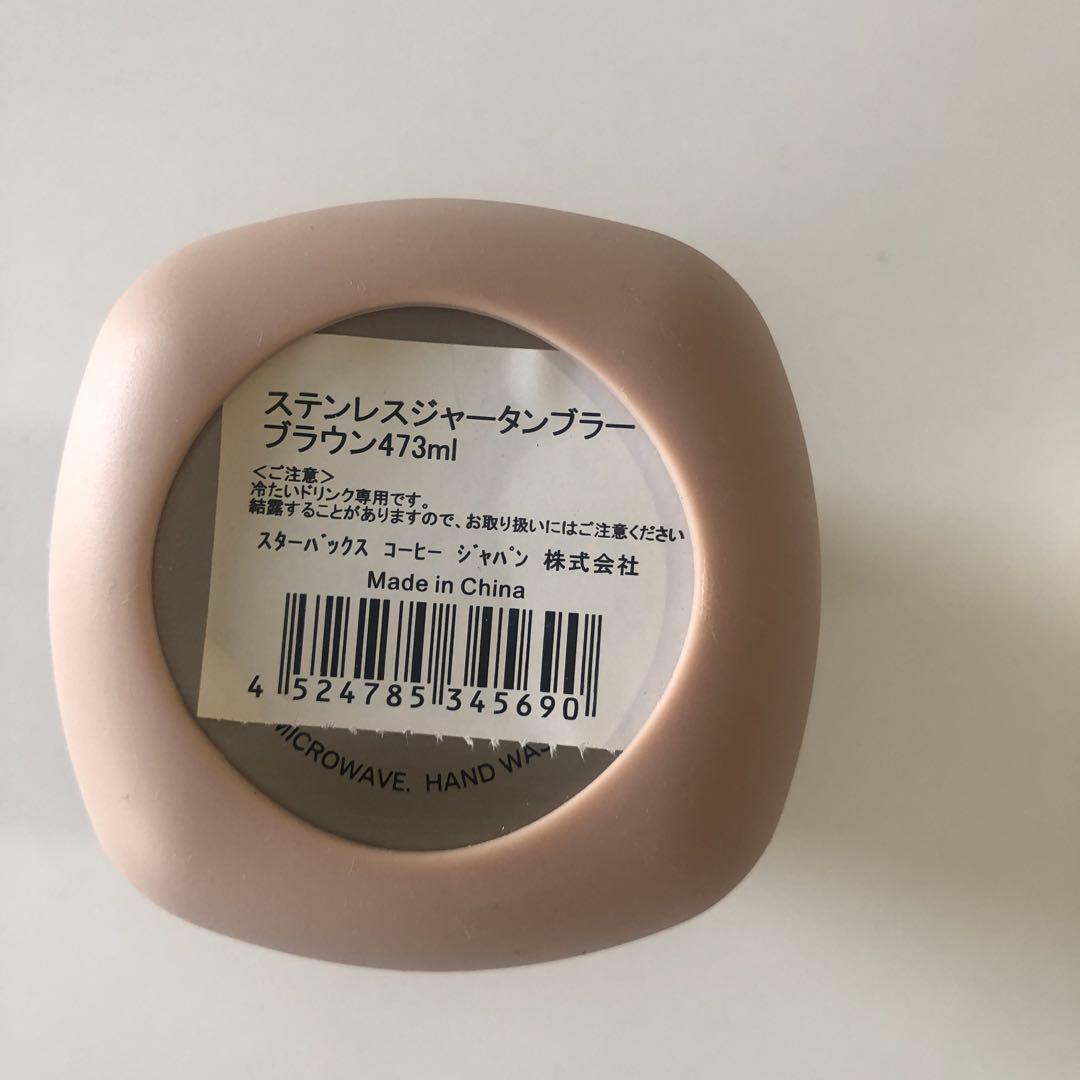 ステンレスジャータンブラー
ブラウン473ml
＜ご注意＞
冷たいドリンク専用です。
結露することがありますので、お取り扱いにはご注意ください
ｽﾀｰﾊﾞｯｸｽ ｺｰﾋｰ ｼﾞｬﾊﾟﾝ 株式会社
Made in China
4 524785 345690
MICROWAVE. HAND WAS